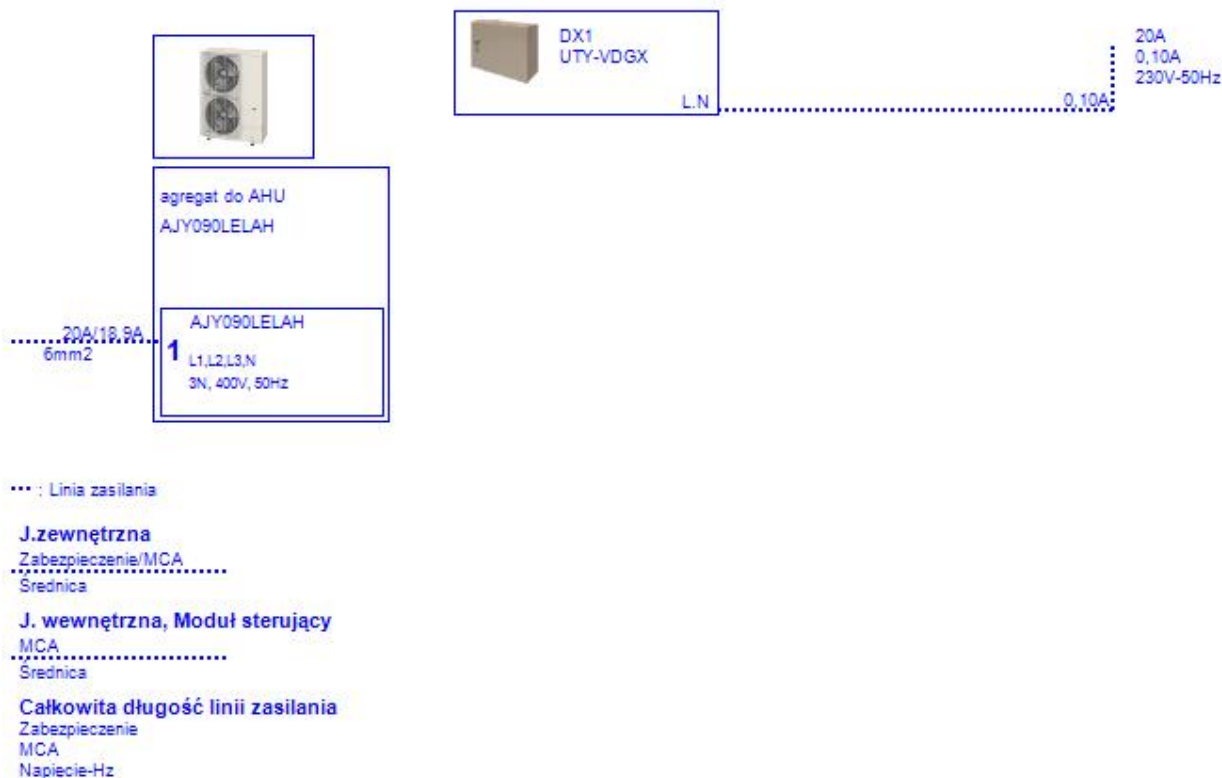 DX1
UTY-VDGX
L.N
0,10A
20A
0,10A
230V-50Hz
agregat do AHU
AJY090LELAH
20A/18.9A
6mm2
AJY090LELAH
1
L1,L2,L3,N
3N, 400V, 50Hz
: Linia zasilania
J.zewnętrzna
Zabezpieczenie/MCA
Średnica
J. wewnętrzna, Moduł sterujący
MCA
Średnica
Całkowita długość linii zasilania
Zabezpieczenie
MCA
Napięcie-Hz